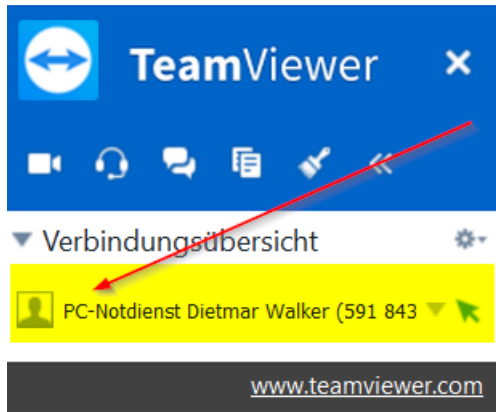 TeamViewer
Verbindungsübersicht
PC-Notdienst Dietmar Walker (591 843
www.teamviewer.com